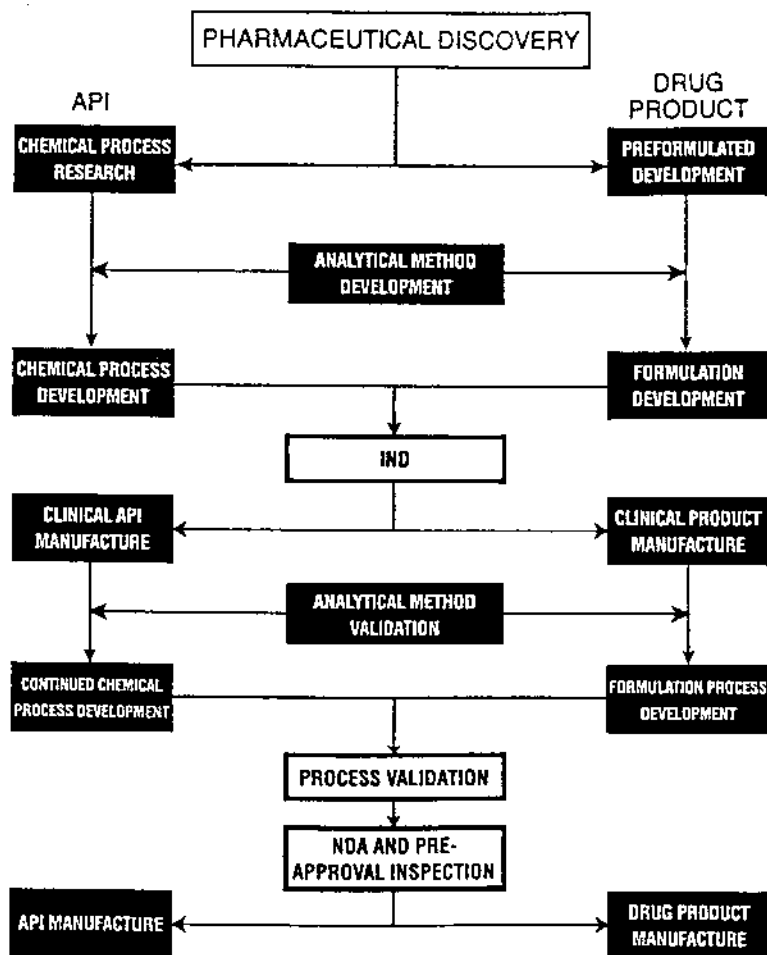 PHARMACEUTICAL DISCOVERY
API
DRUG
PRODUCT
CHEMICAL PROCESS
RESEARCH
PREFORMULATED
DEVELOPMENT
ANALYTICAL METHOD
DEVELOPMENT
CHEMICAL PROCESS
DEVELOPMENT
FORMULATION
DEVELOPMENT
IND
CLINICAL API
MANUFACTURE
CLINICAL PRODUCT
MANUFACTURE
ANALYTICAL METHOD
VALIDATION
CONTINUED CHEMICAL
PROCESS DEVELOPMENT
FORMULATION PROCESS
DEVELOPMENT
PROCESS VALIDATION
NDA AND PRE-
APPROVAL INSPECTION
API MANUFACTURE
DRUG PRODUCT
MANUFACTURE